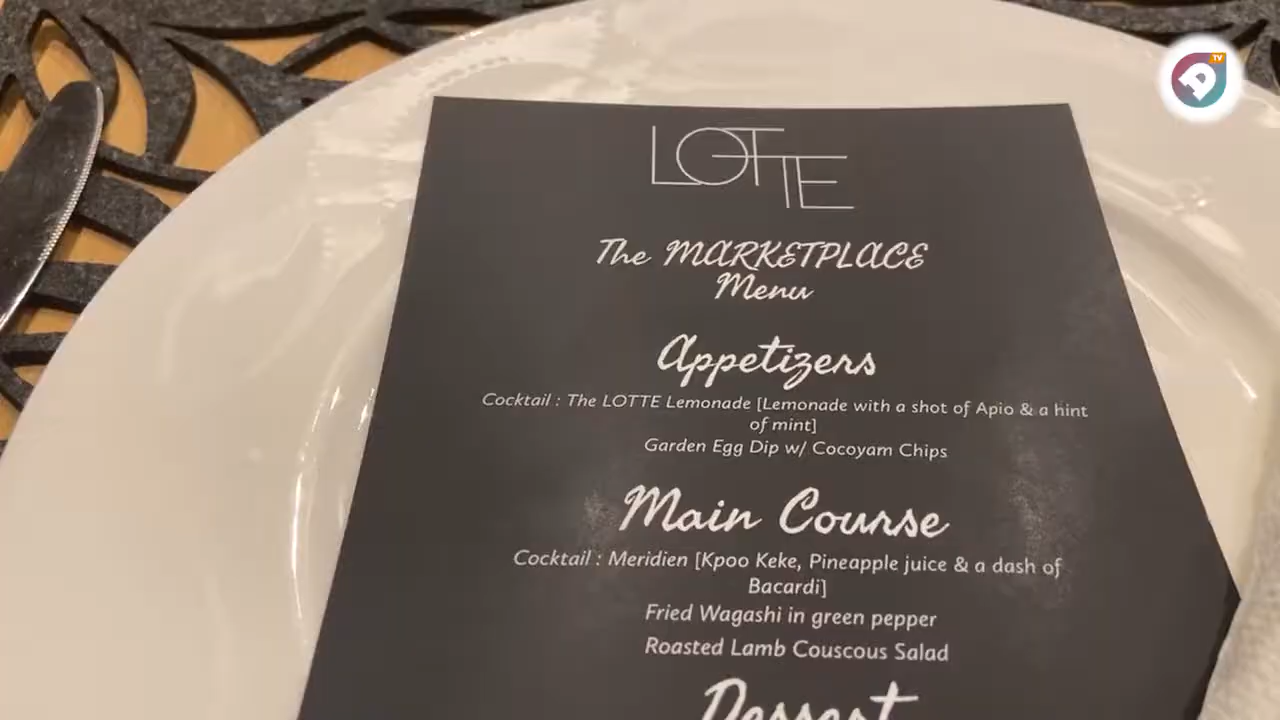 TV
LOTTE
The MARKETPLACE
Menu
Appetizers
Cocktail : The LOTTE Lemonade [Lemonade with a shot of Apio & a hint
of mint]
Garden Egg Dip w/ Cocoyam Chips
Main Course
Cocktail : Meridien [Kpoo Keke, Pineapple juice & a dash of
Bacardi]
Fried Wagashi in green pepper
Roasted Lamb Couscous Salad
Dessert